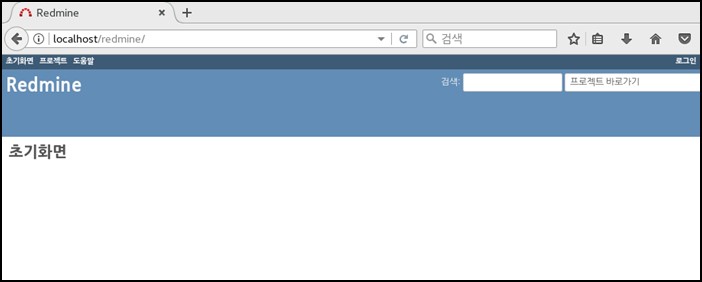 Redmine
localhost/redmine/
검색
초기화면 프로젝트 도움말
로그인
Redmine
검색:
프로젝트 바로가기
초기화면